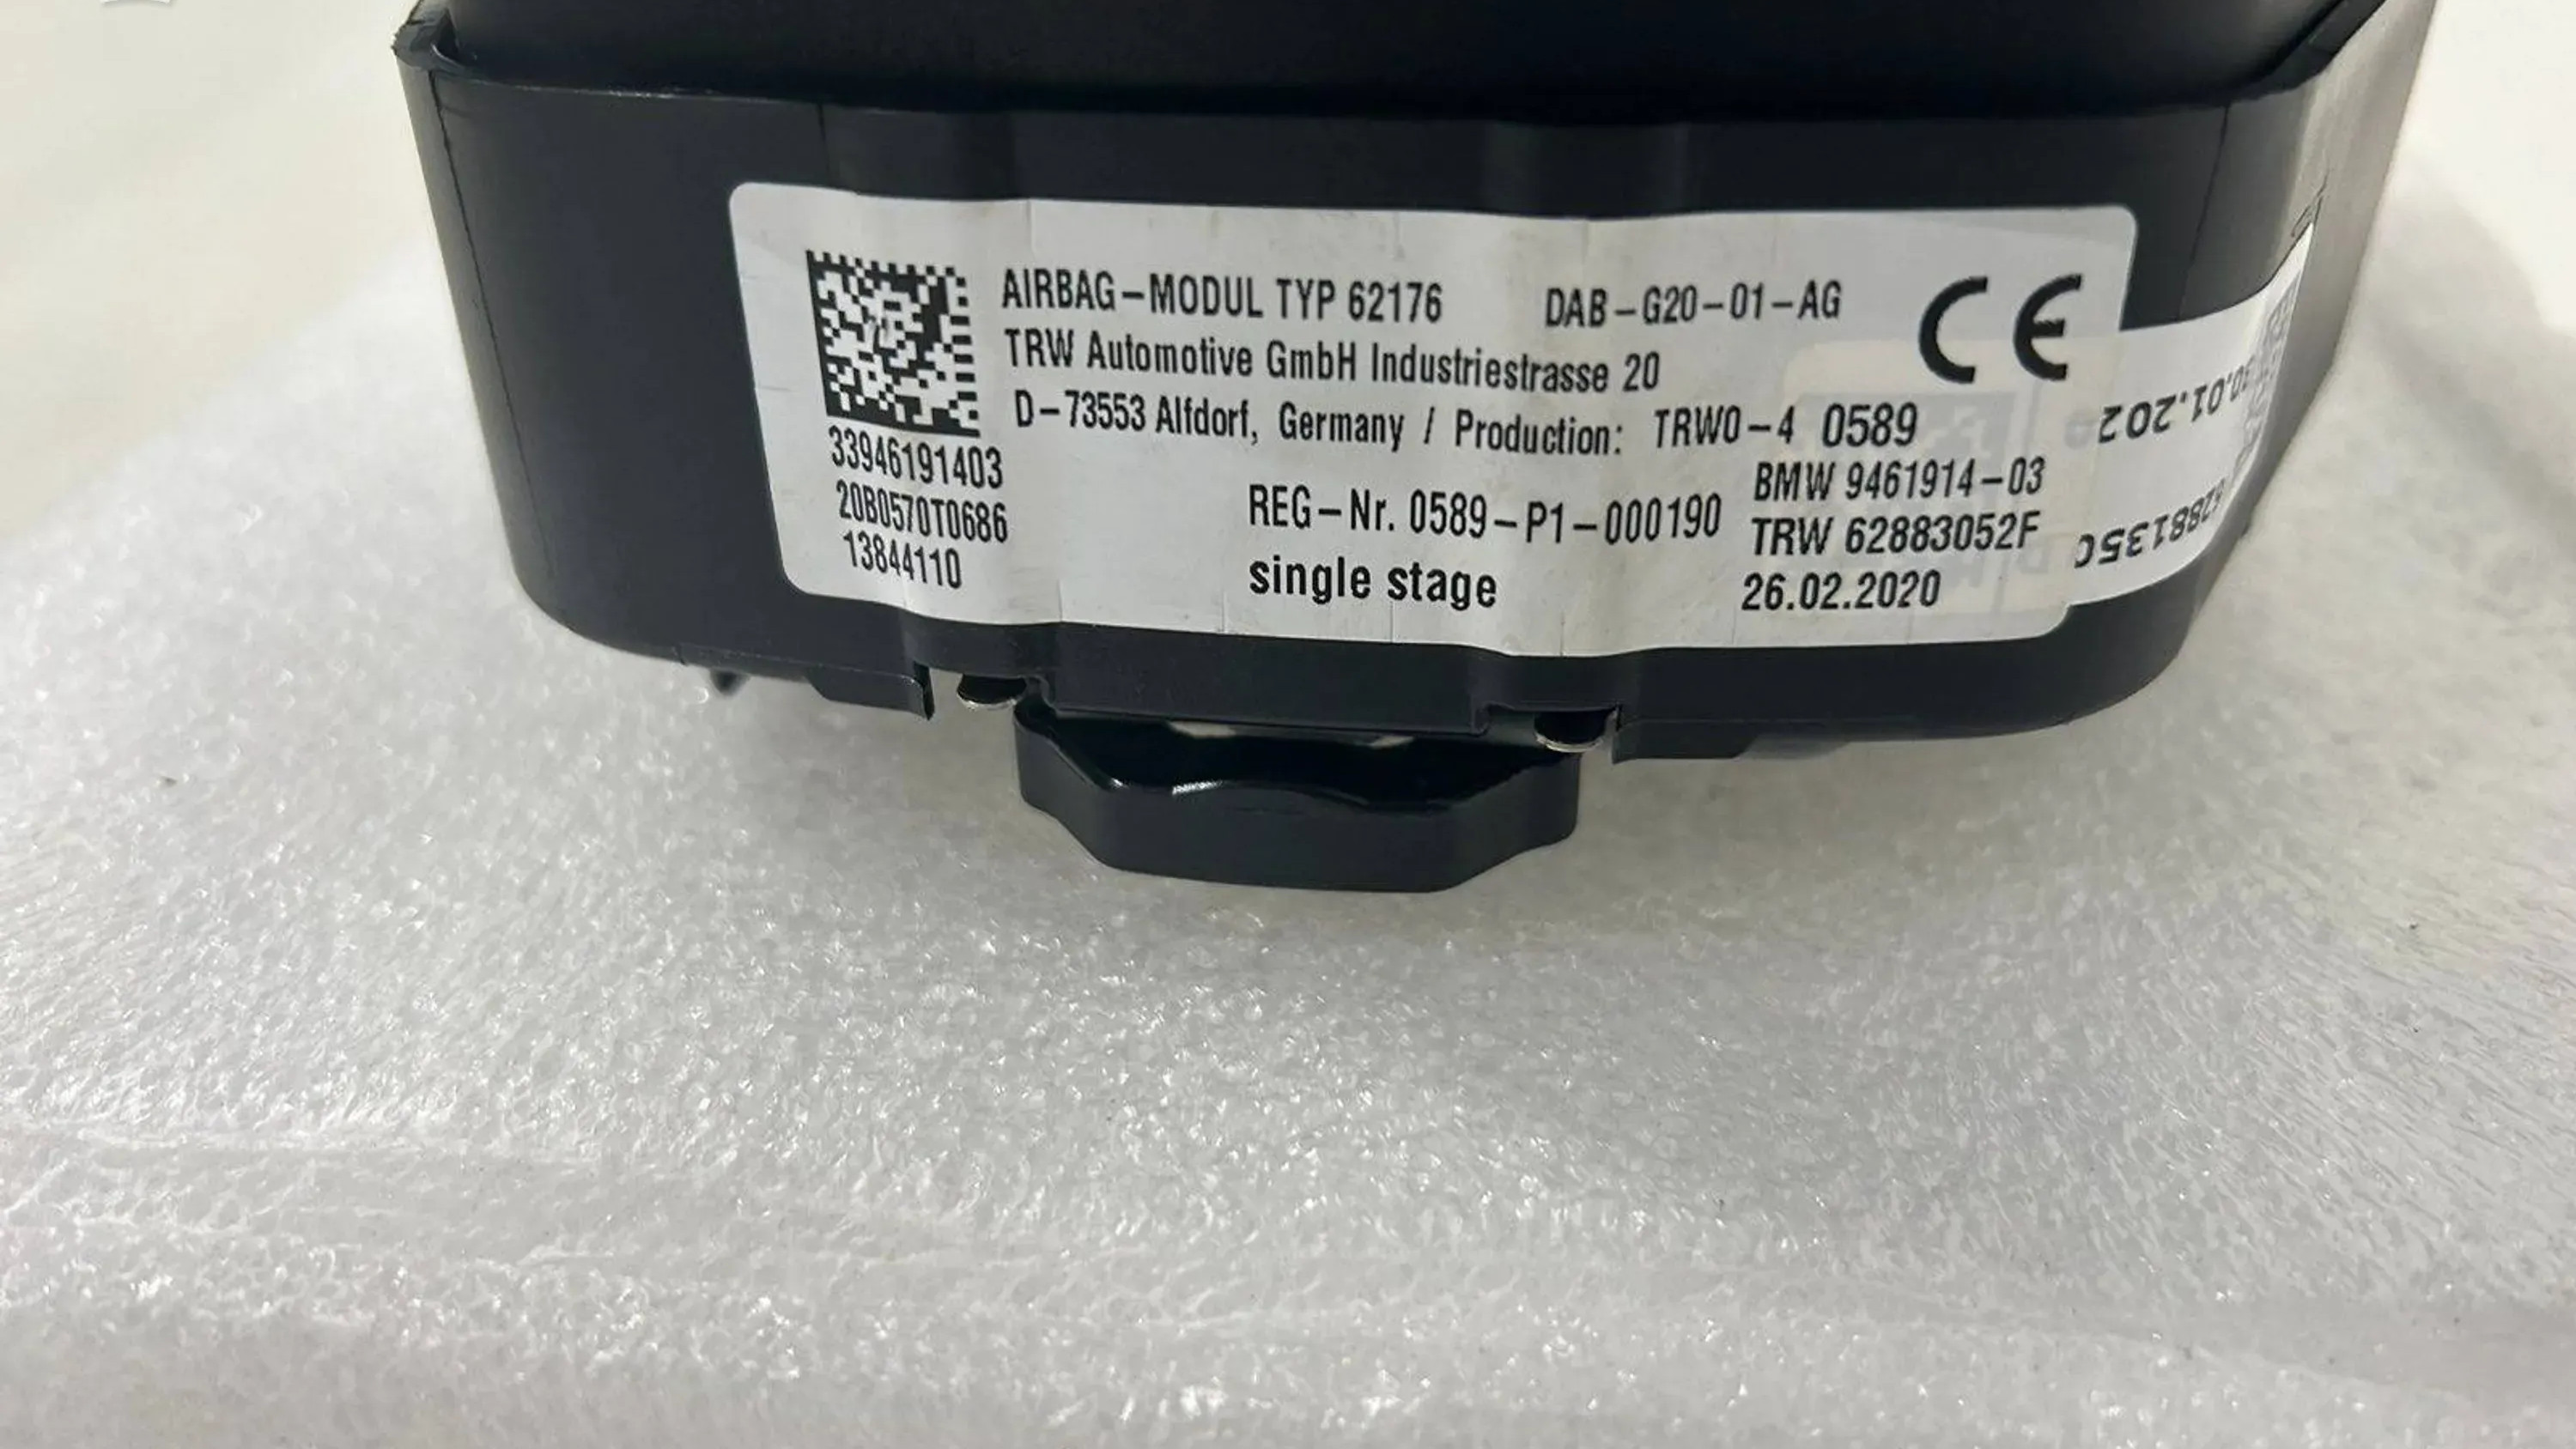 AIRBAG-MODUL TYP 62176 DAB-G20-01-AG CE
TRW Automotive GmbH Industriestrasse 20
D-73553 Alfdorf, Germany / Production: TRW0-4 0589
33946191403
20B0570T0686
13844110
REG-Nr. 0589-P1-000190
single stage
BMW 9461914-03
TRW 62883052F
26.02.2020